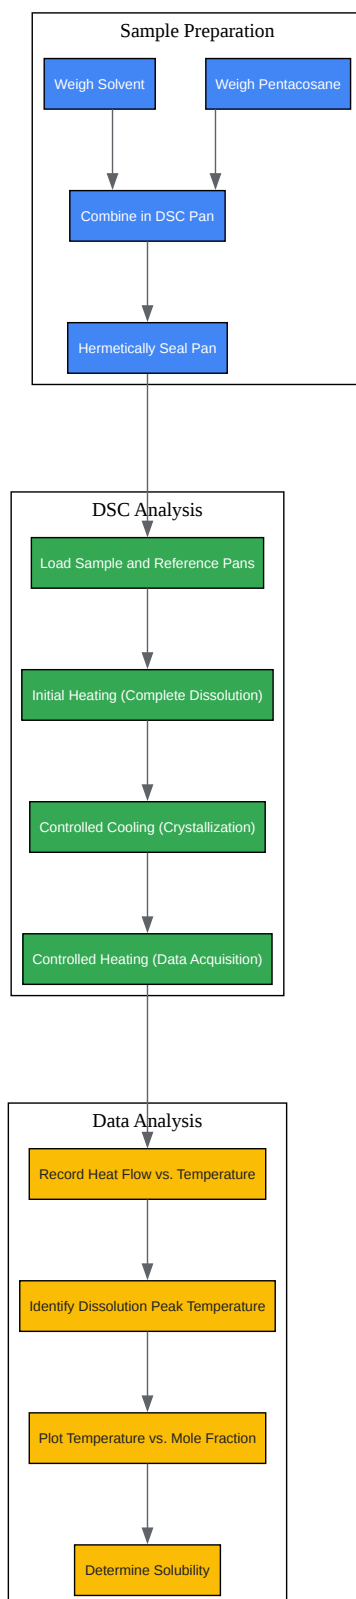 Sample Preparation
Weigh Solvent
Weigh Pentacosane
Combine in DSC Pan
Hermetically Seal Pan
DSC Analysis
Load Sample and Reference Pans
Initial Heating (Complete Dissolution)
Controlled Cooling (Crystallization)
Controlled Heating (Data Acquisition)
Data Analysis
Record Heat Flow vs. Temperature
Identify Dissolution Peak Temperature
Plot Temperature vs. Mole Fraction
Determine Solubility